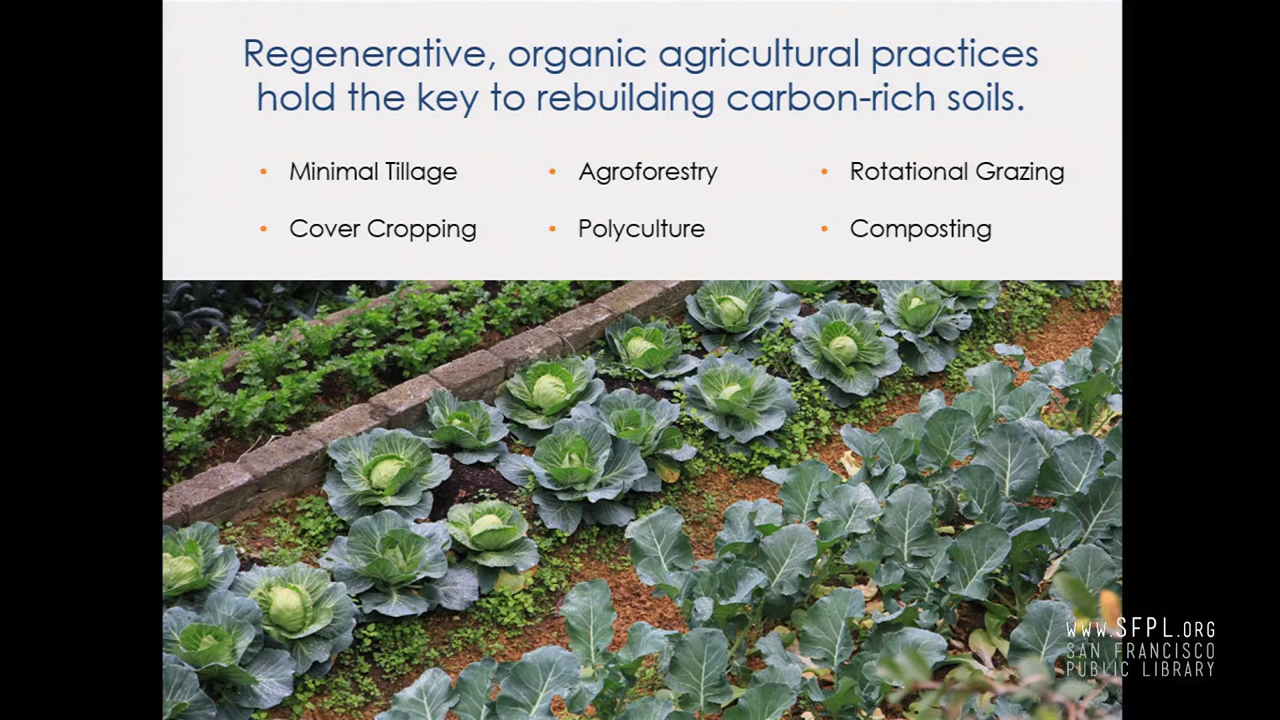 Regenerative, organic agricultural practices
hold the key to rebuilding carbon-rich soils.
• Minimal Tillage
• Agroforestry
• Rotational Grazing
• Cover Cropping
• Polyculture
• Composting
www.SFPL.ORG
SAN FRANCISCO
PUBLIC LIBRARY